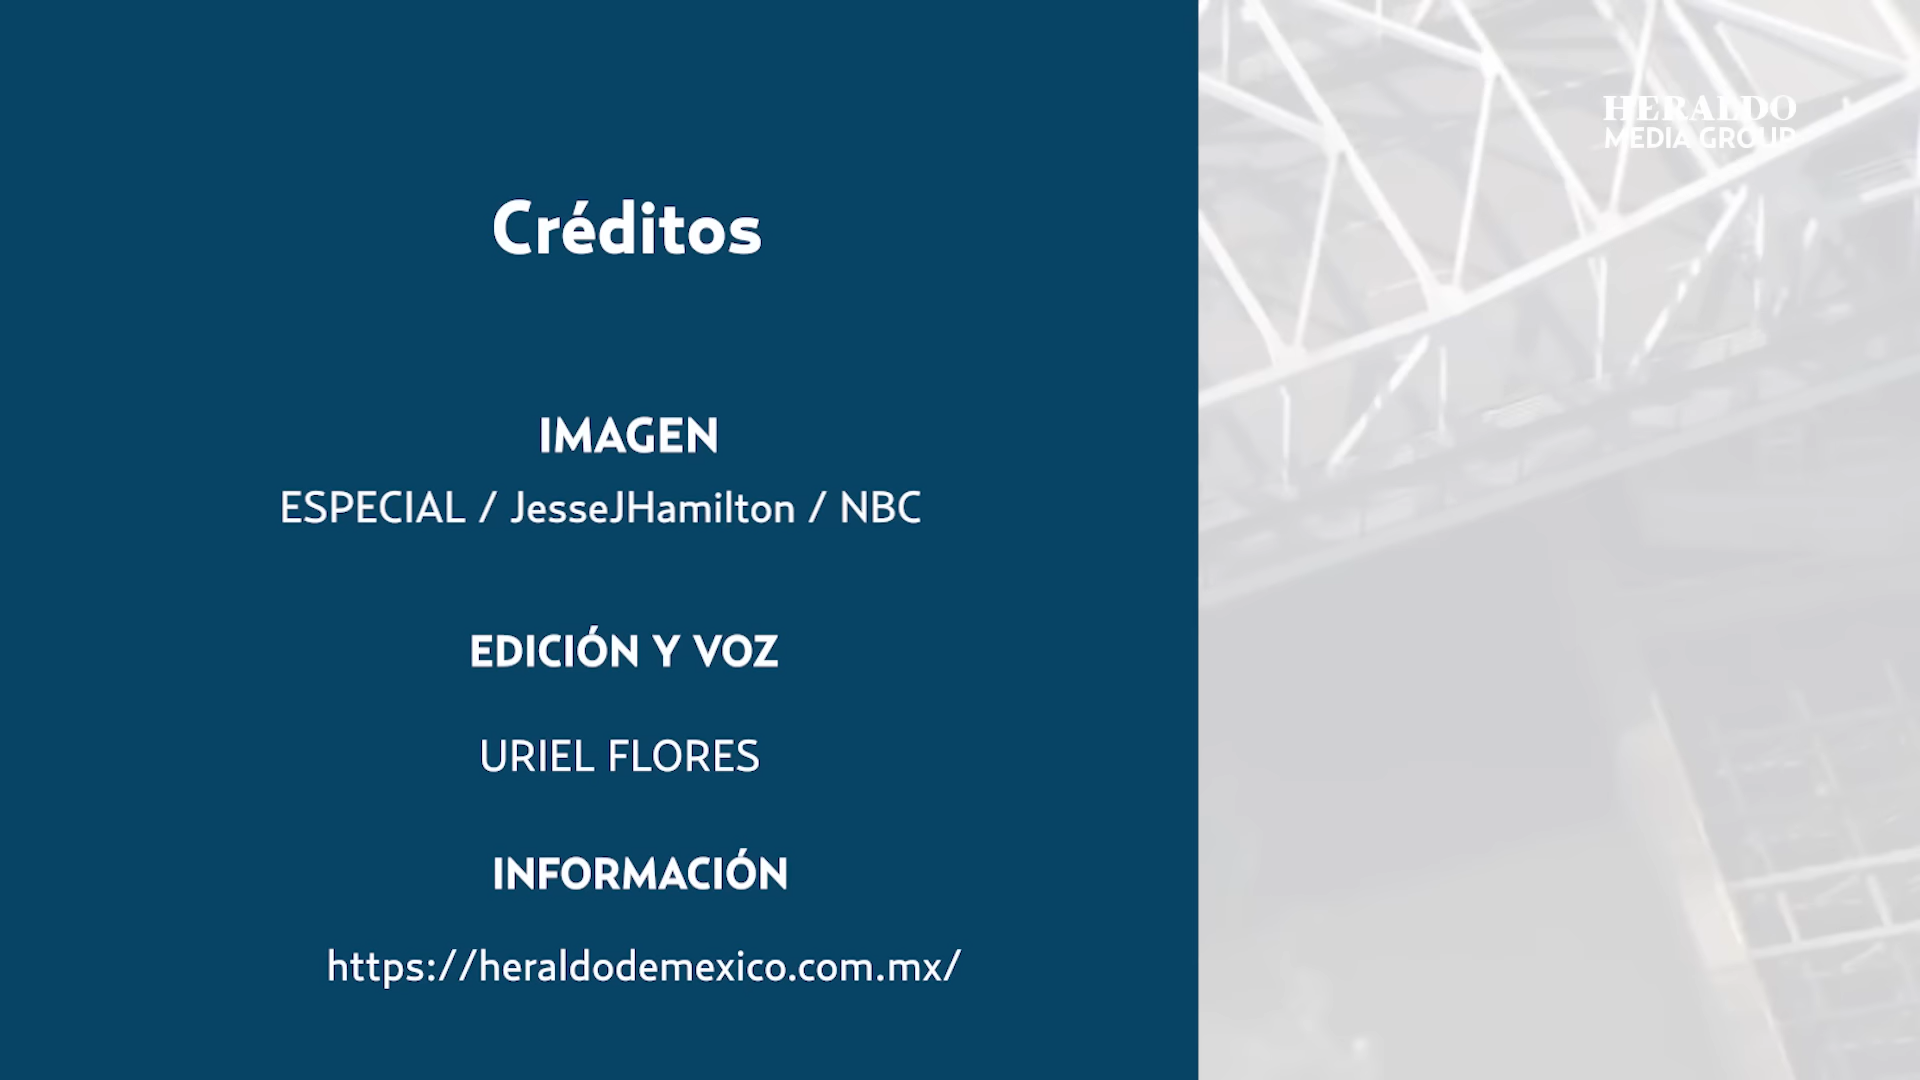 HERALDO
MEDIA GROUP
Créditos
IMAGEN
ESPECIAL / JesseJHamilton / NBC
EDICIÓN Y VOZ
URIEL FLORES
INFORMACIÓN
https://heraldodemexico.com.mx/